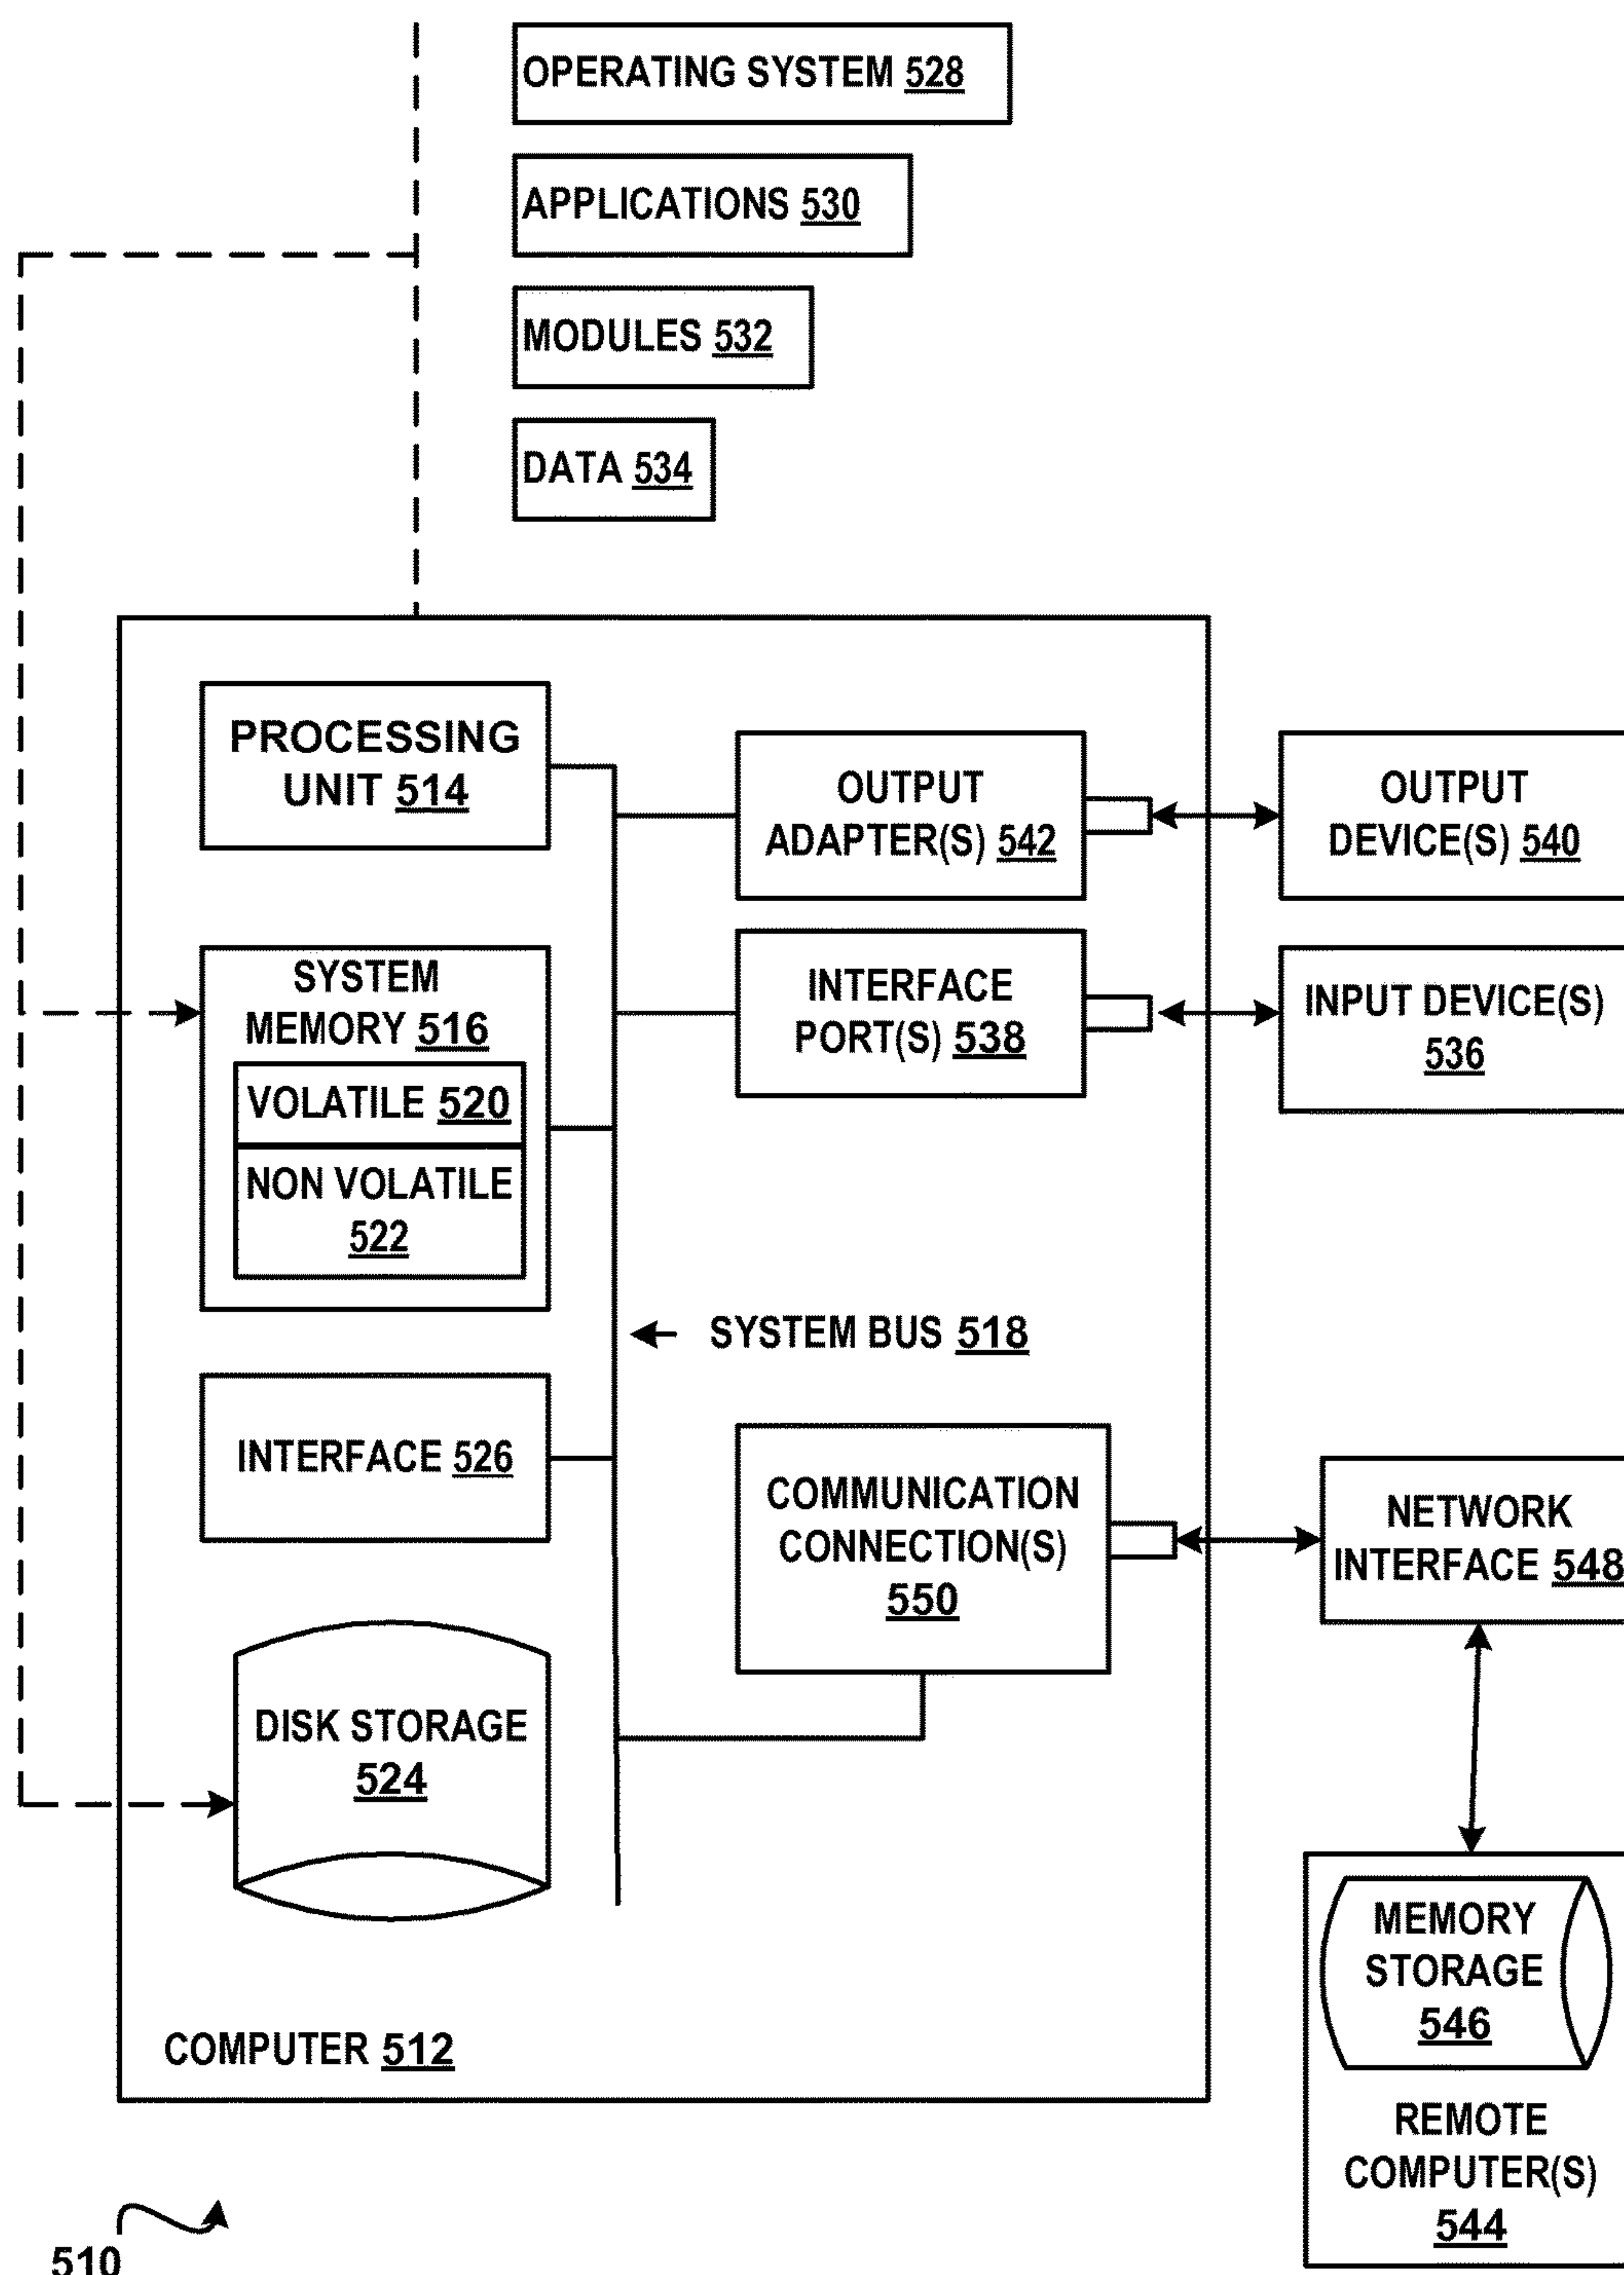 OPERATING SYSTEM 528
APPLICATIONS 530
MODULES 532
DATA 534
PROCESSING
UNIT 514
OUTPUT
ADAPTER(S) 542
OUTPUT
DEVICE(S) 540
SYSTEM
MEMORY 516
VOLATILE 520
NON VOLATILE
522
INTERFACE
PORT(S) 538
INPUT DEVICE(S)
536
SYSTEM BUS 518
INTERFACE 526
COMMUNICATION
CONNECTION(S)
550
NETWORK
INTERFACE 548
DISK STORAGE
524
MEMORY
STORAGE
546
REMOTE
COMPUTER(S)
544
COMPUTER 512
510